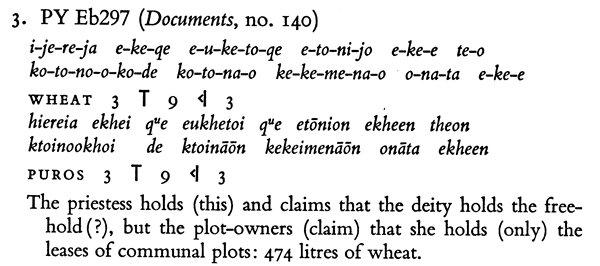 3. PY Eb297 (Documents, no. 140)
i-je-re-ja e-ke-qe e-u-ke-to-qe e-to-ni-jo e-ke-e te-o
ko-to-no-o-ko-de ko-to-na-o ke-ke-me-na-o o-na-ta e-ke-e
WHEAT 3 T 9 ᐊ 3
hiereia ekhei qᵘe eukhetoi qᵘe etōnion ekheen theon
ktoinookhoi de ktoināōn kekeimenāōn onāta ekheen
PUROS 3 T 9 ᐊ 3
The priestess holds (this) and claims that the deity holds the free-
hold (?), but the plot-owners (claim) that she holds (only) the
leases of communal plots: 474 litres of wheat.